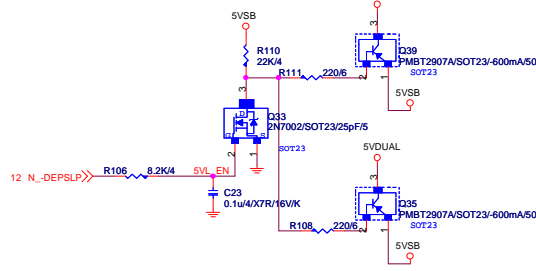 5VSB
3
Q39
PMBT2907A/SOT23/-600mA/50
SOT23
2
1
5VSB
R110
22K/4
R111
220/6
3
D
Q33
2N7002/SOT23/25pF/5
G
S
SOT23
2
1
12 N_-DEPSLP
R106
8.2K/4
5VL_EN
C23
0.1u/4/X7R/16V/K
5VDUAL
3
Q35
PMBT2907A/SOT23/-600mA/50
SOT23
2
1
R108
220/6
5VSB